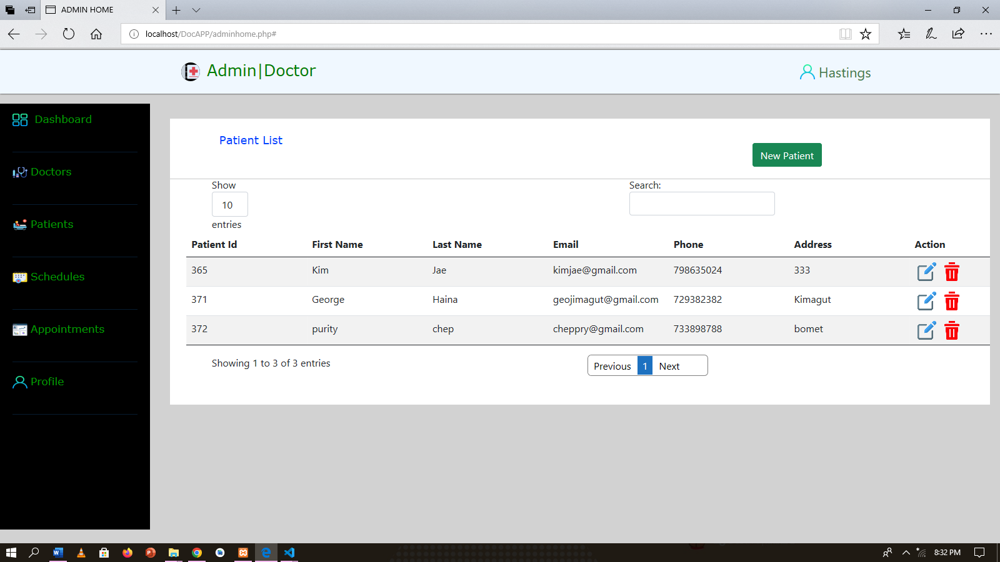 ADMIN HOME
localhost/DocAPP/adminhome.php#
Admin|Doctor
Hastings
Dashboard
Doctors
Patients
Schedules
Appointments
Profile
Patient List
New Patient
Show
10
entries
Search:
Patient Id First Name Last Name Email Phone Address Action
365 Kim Jae kimjae@gmail.com 798635024 333
371 George Haina geojimagut@gmail.com 729382382 Kimagut
372 purity chep cheppry@gmail.com 733898788 bomet
Showing 1 to 3 of 3 entries
Previous 1 Next
8:32 PM